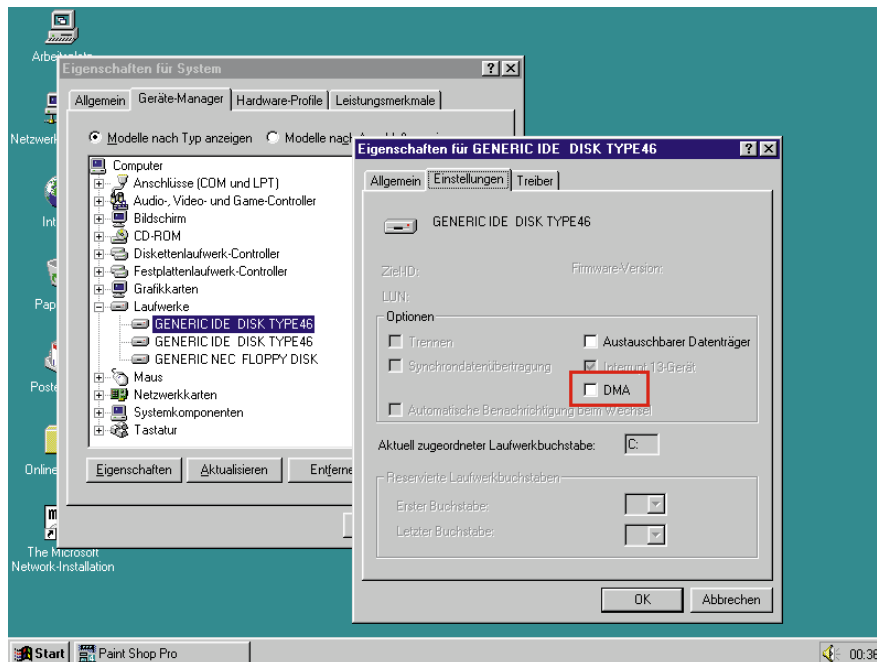 Eigenschaften für System
Allgemein Geräte-Manager Hardware-Profile Leistungsmerkmale
Modelle nach Typ anzeigen Modelle
Computer
Anschlüsse (COM und LPT)
Audio-, Video- und Game-Controller
Bildschirm
CD-ROM
Diskettenlaufwerk-Controller
Festplattenlaufwerk-Controller
Grafikkarten
Laufwerke
GENERIC IDE DISK TYPE46
GENERIC IDE DISK TYPE46
GENERIC NEC FLOPPY DISK
Maus
Netzwerkkarten
Systemkomponenten
Tastatur
Eigenschaften Aktualisieren Entferne
Eigenschaften für GENERIC IDE DISK TYPE46
Allgemein Einstellungen Treiber
GENERIC IDE DISK TYPE46
Ziel-ID: Firmware-Version:
LUN:
Optionen
Trennen Austauschbarer Datenträger
Synchrondatenübertragung Interrupt 13-Gerät
DMA
Automatische Benachrichtigung beim Wechsel
Aktuell zugeordneter Laufwerkbuchstabe: C:
Reservierte Laufwerkbuchstaben
Erster Buchstabe:
Letzter Buchstabe:
OK Abbrechen
Netzwerk
Int
Pap
Poste
Online
The Microsoft
Network-Installation
Start Paint Shop Pro 00:36